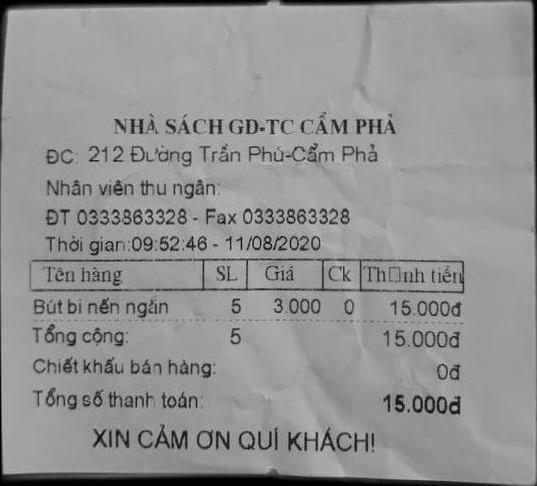 NHÀ SÁCH GD-TC CẨM PHẢ
ĐC: 212 Đường Trần Phú-Cẩm Phả
Nhân viên thu ngân:
ĐT 0333863328 - Fax 0333863328
Thời gian:09:52:46 - 11/08/2020
Tên hàng SL Giá Ck Th□nh tiền
Bút bi nến ngắn 5 3.000 0 15.000đ
Tổng cộng: 5 15.000đ
Chiết khấu bán hàng: 0đ
Tổng số thanh toán: 15.000đ
XIN CẢM ƠN QUÍ KHÁCH!